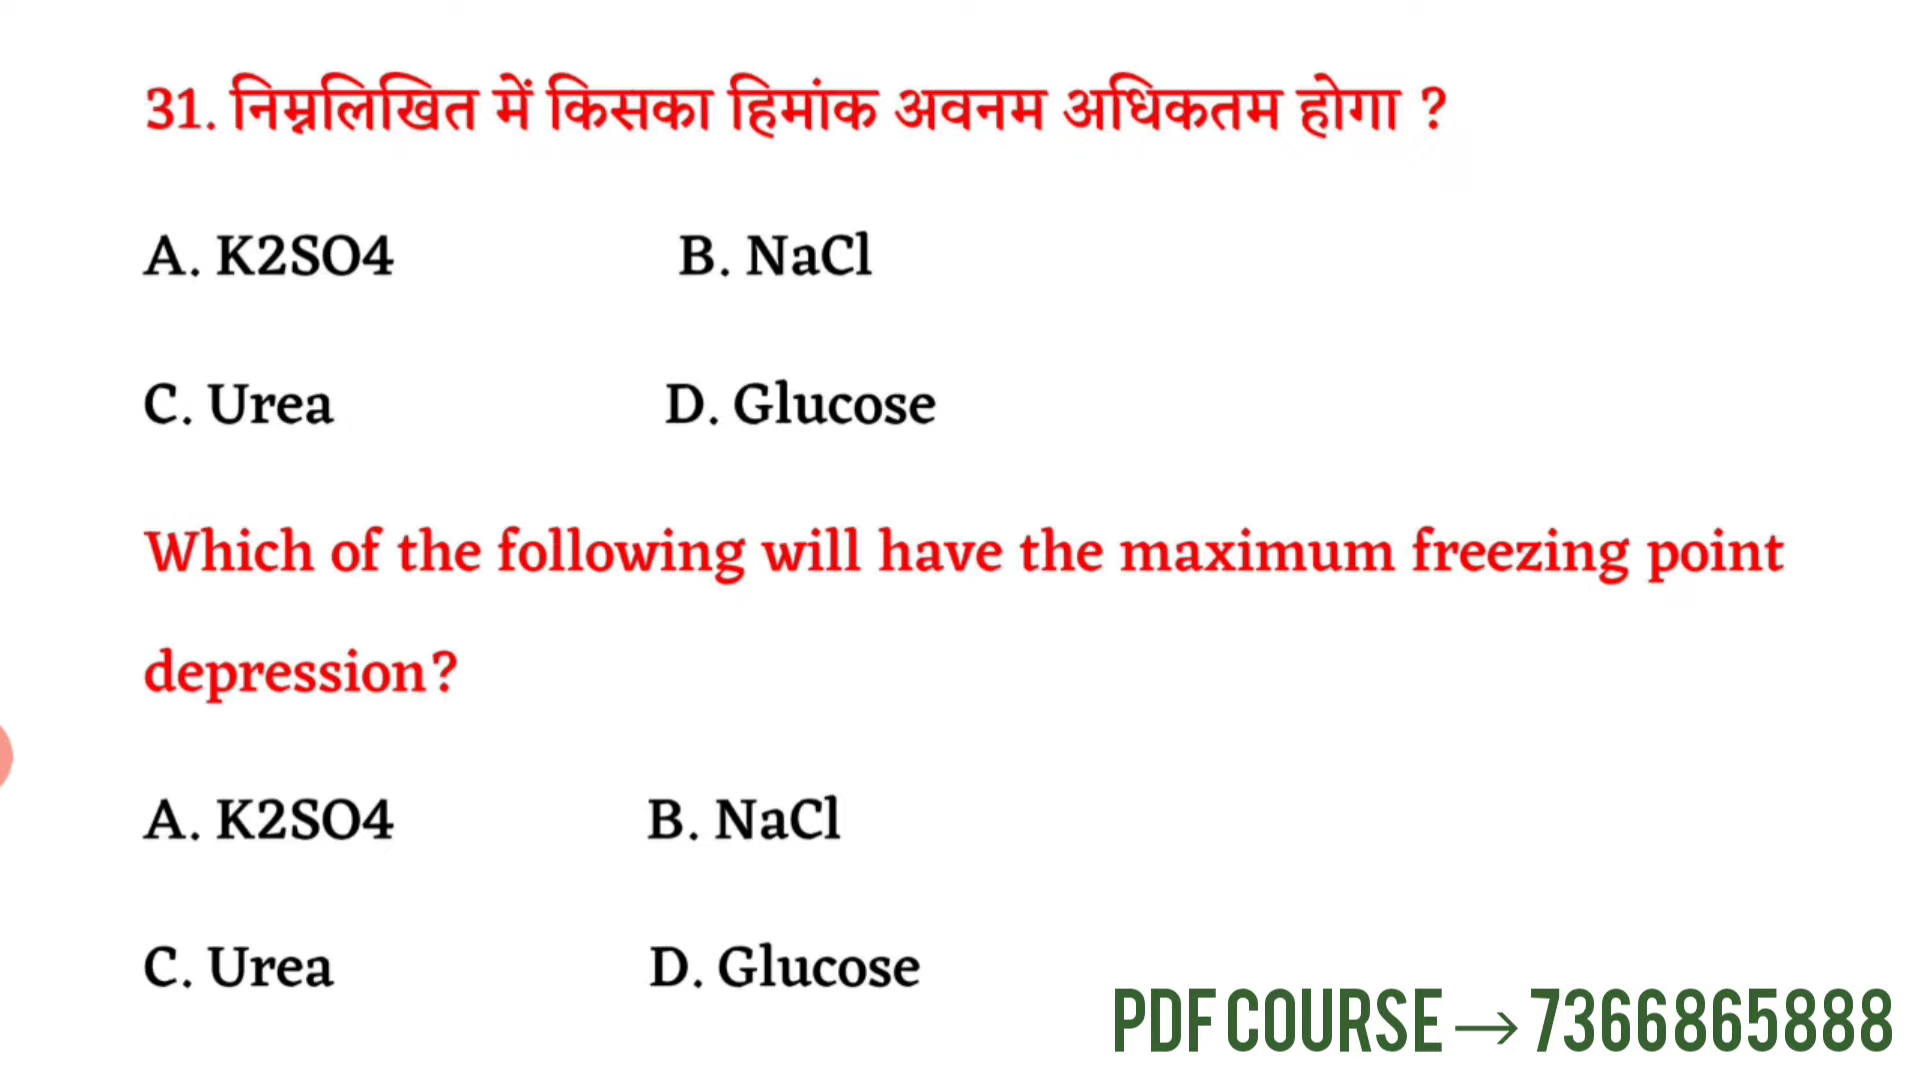 31. निम्नलिखित में किसका हिमांक अवनम अधिकतम होगा ?
A. K2SO4 B. NaCl
C. Urea D. Glucose
Which of the following will have the maximum freezing point
depression?
A. K2SO4 B. NaCl
C. Urea D. Glucose
PDF COURSE → 7366865888